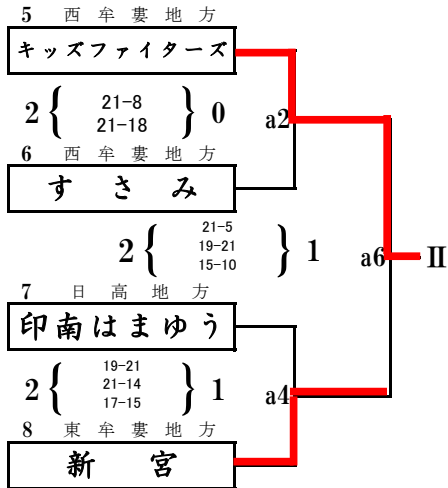 5 西牟婁地方
キッズファイターズ
2 { 21-8 } 0
21-18
a2
6 西牟婁地方
すさみ
2 { 21-5 } 1
19-21
15-10
a6
II
7 日高地方
印南はまゆう
2 { 19-21 } 1
21-14
17-15
a4
8 東牟婁地方
新宮